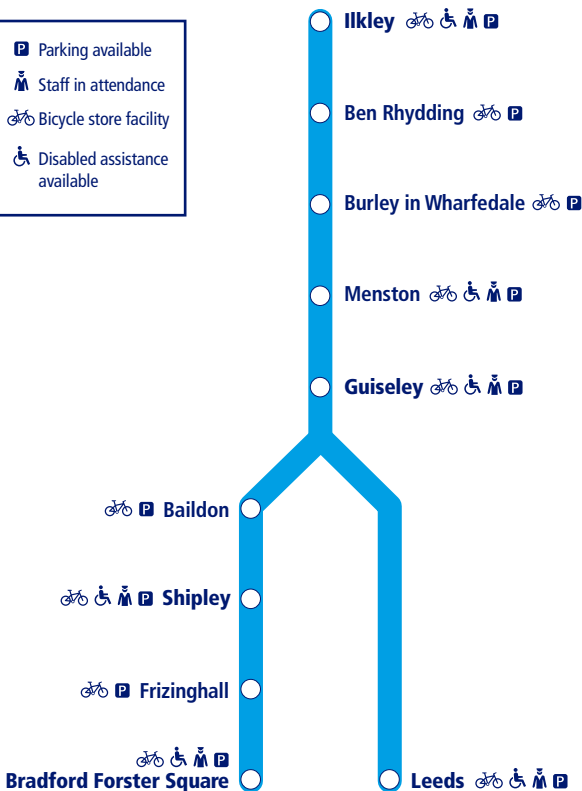 P Parking available
Staff in attendance
Bicycle store facility
Disabled assistance
available
Ilkley P
Ben Rhydding P
Burley in Wharfedale P
Menston P
Guiseley P
P Baildon
P Shipley
P Frizinghall
P
Bradford Forster Square
Leeds P